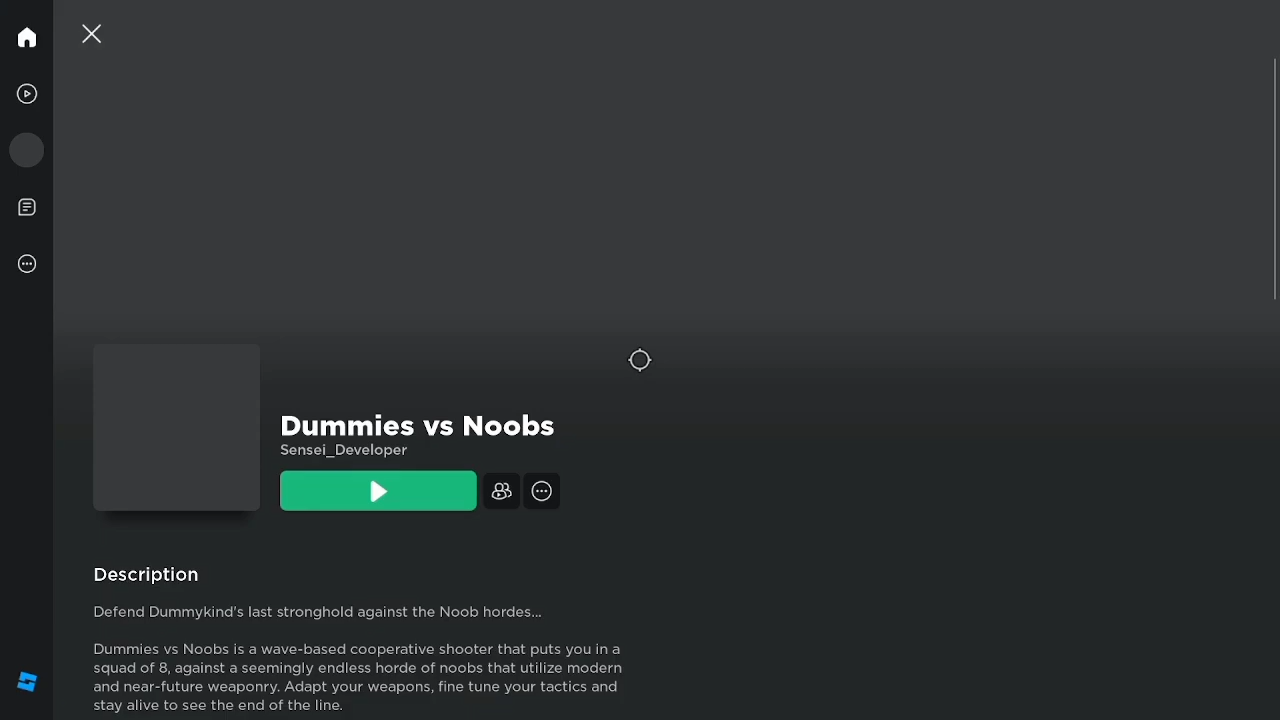 Dummies vs Noobs
Sensei_Developer
Description
Defend Dummykind's last stronghold against the Noob hordes...
Dummies vs Noobs is a wave-based cooperative shooter that puts you in a
squad of 8, against a seemingly endless horde of noobs that utilize modern
and near-future weaponry. Adapt your weapons, fine tune your tactics and
stay alive to see the end of the line.